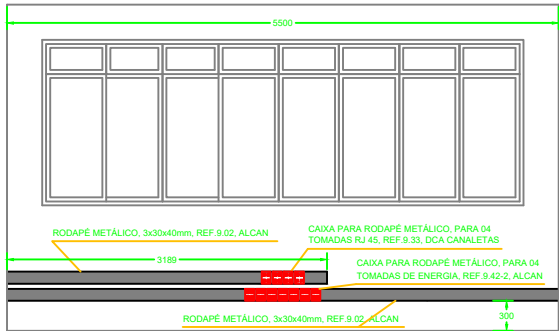 5500
RODAPÉ METÁLICO, 3x30x40mm, REF.9.02, ALCAN
CAIXA PARA RODAPÉ METÁLICO, PARA 04
TOMADAS RJ 45, REF.9.33, DCA CANALETAS
3189
CAIXA PARA RODAPÉ METÁLICO, PARA 04
TOMADAS DE ENERGIA, REF.9.42-2, ALCAN
RODAPÉ METÁLICO, 3x30x40mm, REF.9.02, ALCAN
300